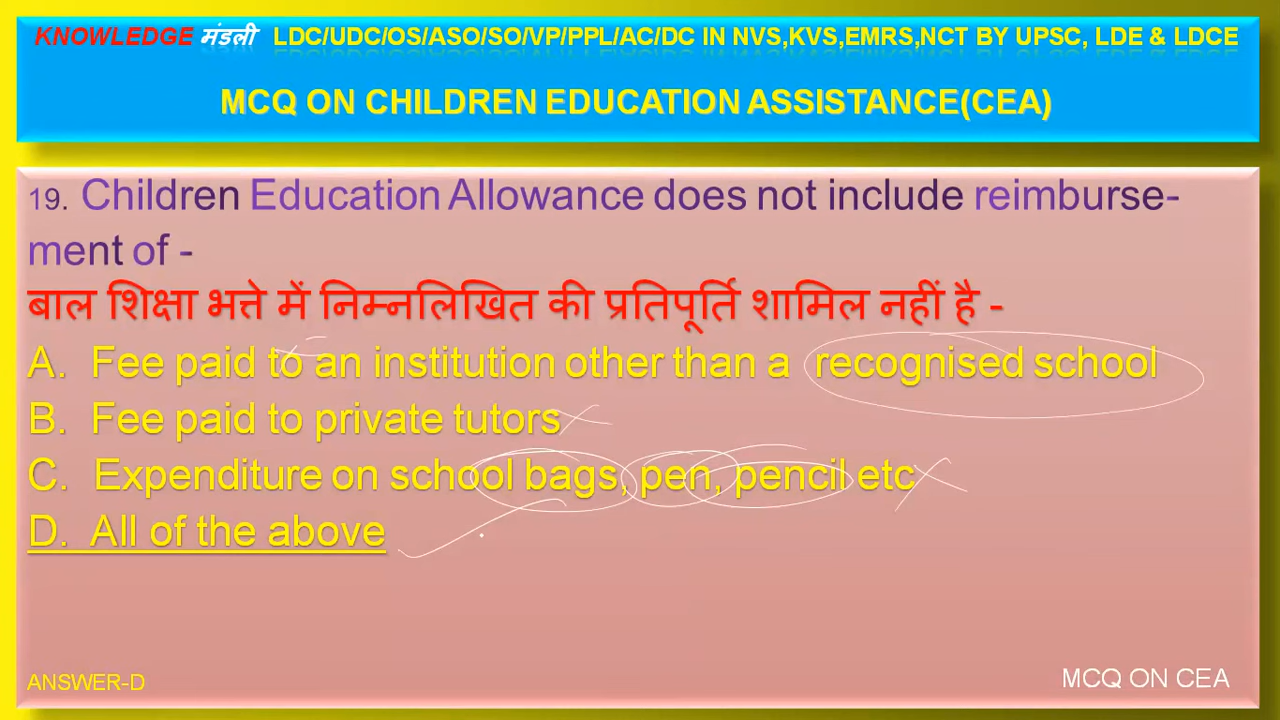 KNOWLEDGE मंडली LDC/UDC/OS/ASO/SO/VP/PPL/AC/DC IN NVS,KVS,EMRS,NCT BY UPSC, LDE & LDCE
MCQ ON CHILDREN EDUCATION ASSISTANCE(CEA)
19. Children Education Allowance does not include reimburse-
ment of -
बाल शिक्षा भत्ते में निम्नलिखित की प्रतिपूर्ति शामिल नहीं है -
A. Fee paid to an institution other than a recognised school
B. Fee paid to private tutors
C. Expenditure on school bags, pen, pencil etc
D. All of the above
ANSWER-D
MCQ ON CEA